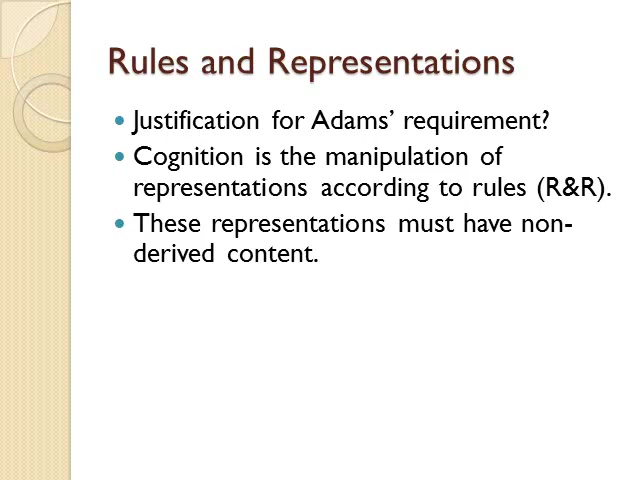 Rules and Representations
Justification for Adams’ requirement?
Cognition is the manipulation of
representations according to rules (R&R).
These representations must have non-
derived content.